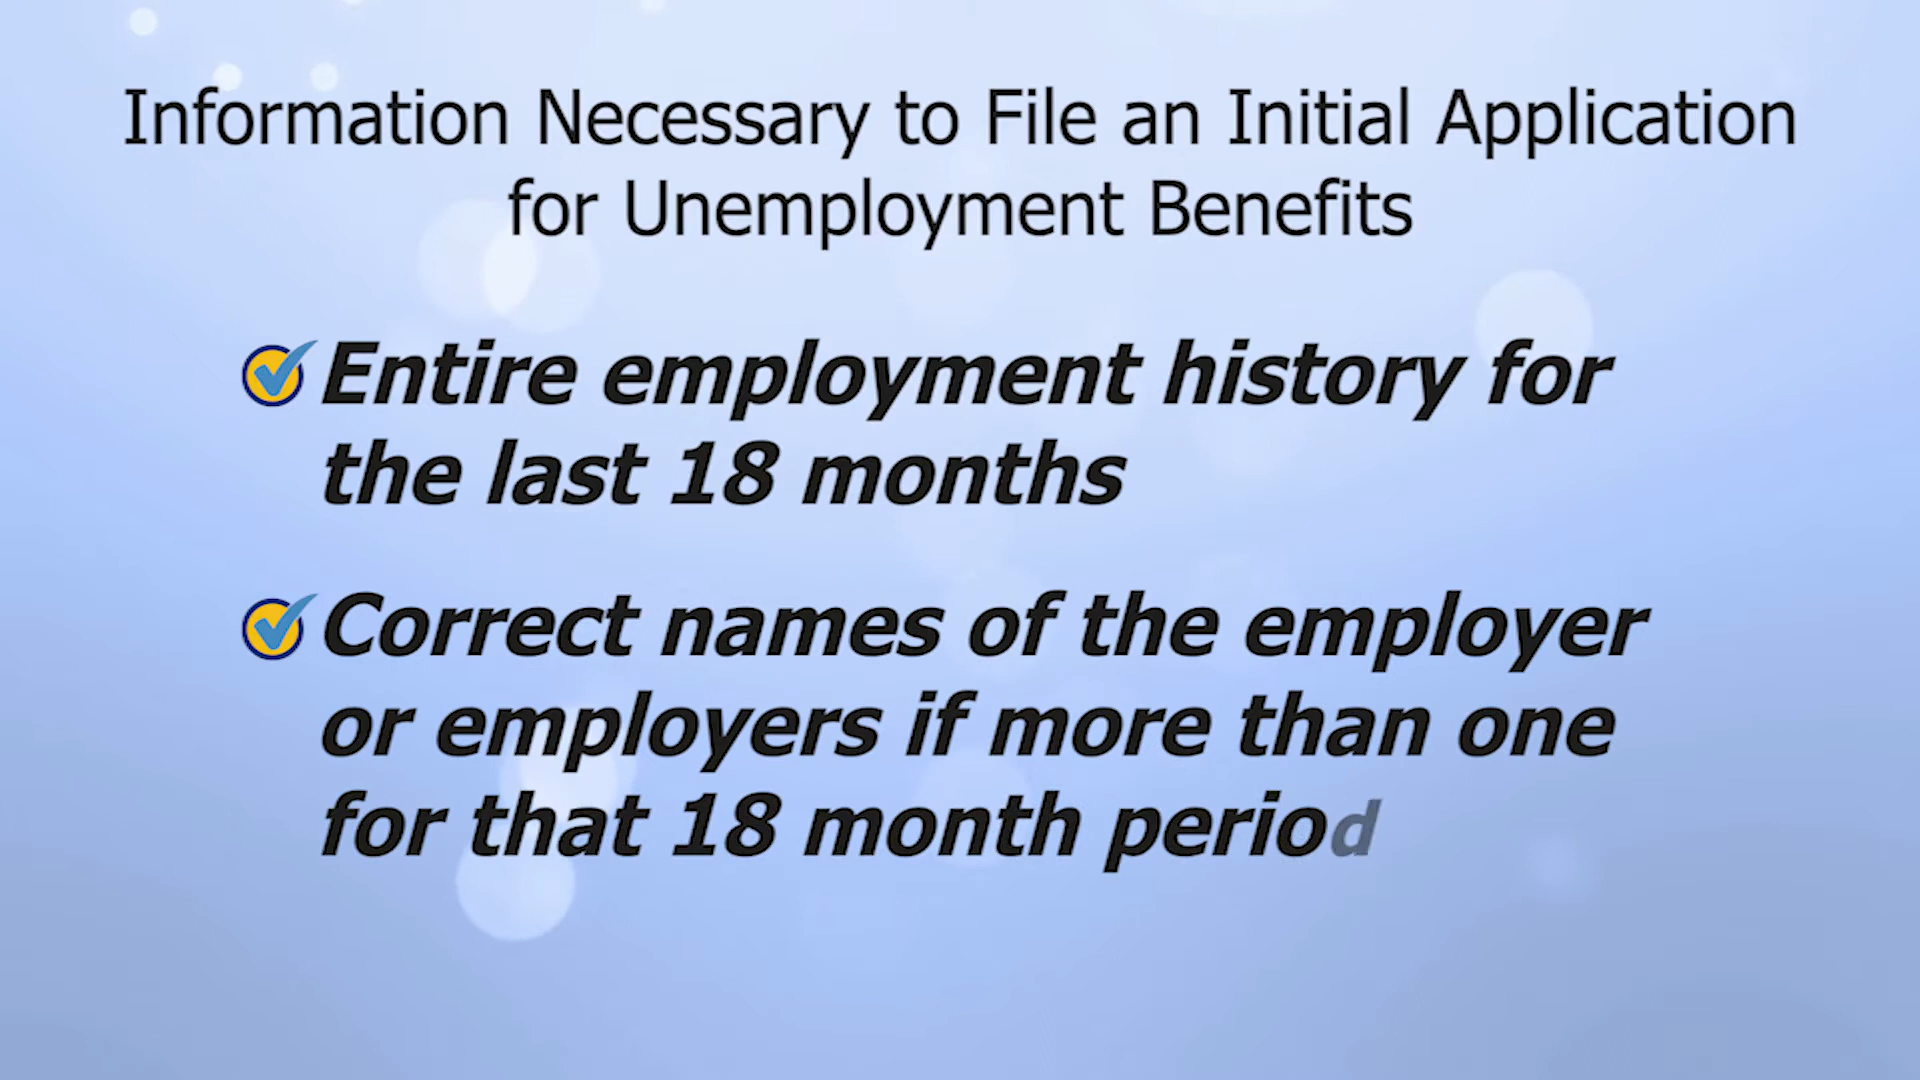 Information Necessary to File an Initial Application
for Unemployment Benefits
Entire employment history for
the last 18 months
Correct names of the employer
or employers if more than one
for that 18 month period